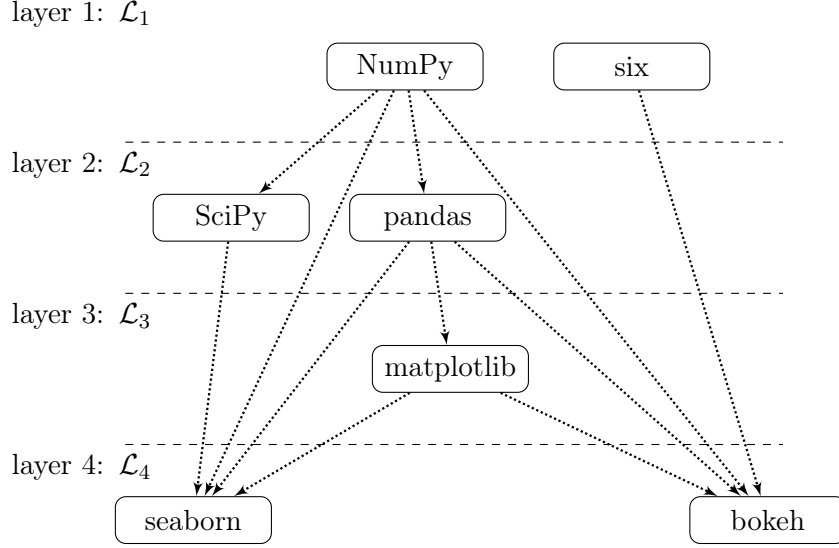 layer 1: ℒ₁
NumPy six
layer 2: ℒ₂
SciPy pandas
layer 3: ℒ₃
matplotlib
layer 4: ℒ₄
seaborn bokeh